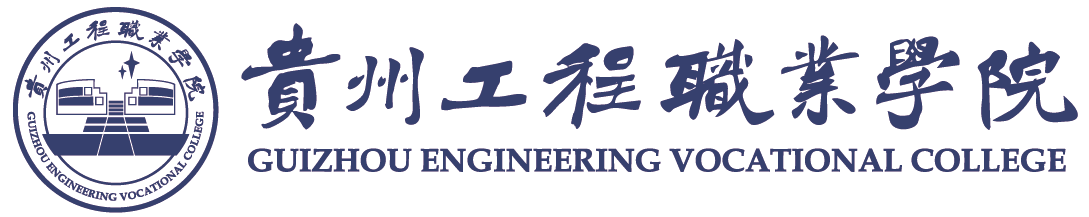 貴州工程職業學院
GUIZHOU ENGINEERING VOCATIONAL COLLEGE
貴州工程職業學院
GUIZHOU ENGINEERING VOCATIONAL COLLEGE